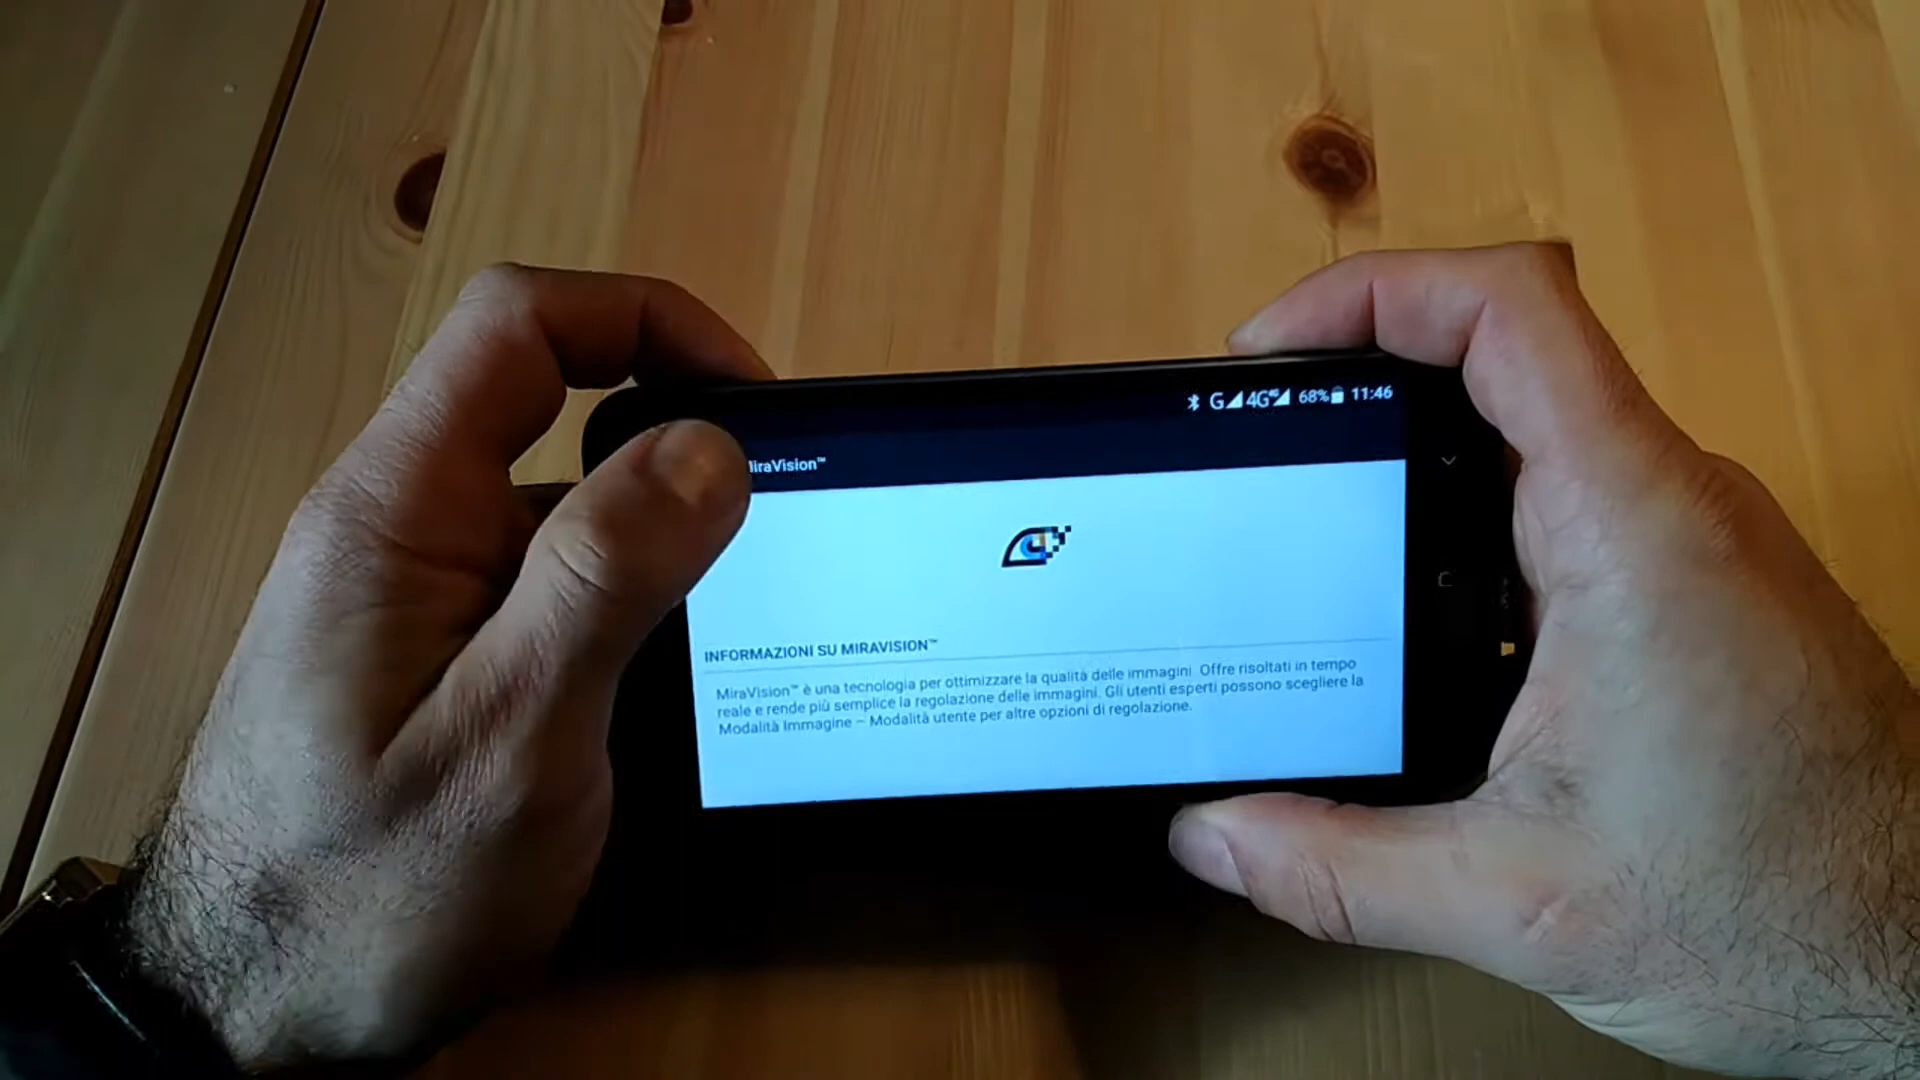 G 4G 68% 11:46
iraVision™
INFORMAZIONI SU MIRAVISION™
MiraVision™ è una tecnologia per ottimizzare la qualità delle immagini. Offre risoltati in tempo
reale e rende più semplice la regolazione delle immagini. Gli utenti esperti possono scegliere la
Modalità Immagine – Modalità utente per altre opzioni di regolazione.